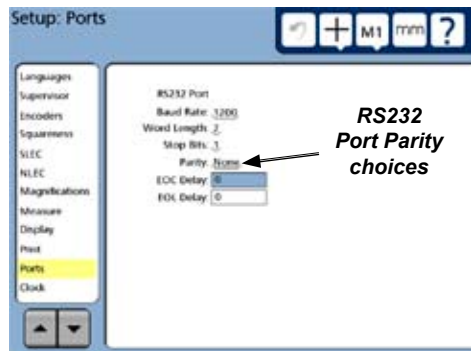 Setup: Ports
M1
mm
?
Languages
Supervisor
Encoders
Squareness
SLEC
NLEC
Magnifications
Measure
Display
Print
Ports
Clock
RS232 Port
Baud Rate: 1200
Word Length: 7
Stop Bits: 1
Parity: None
EOC Delay: 0
EOL Delay: 0
RS232
Port Parity
choices